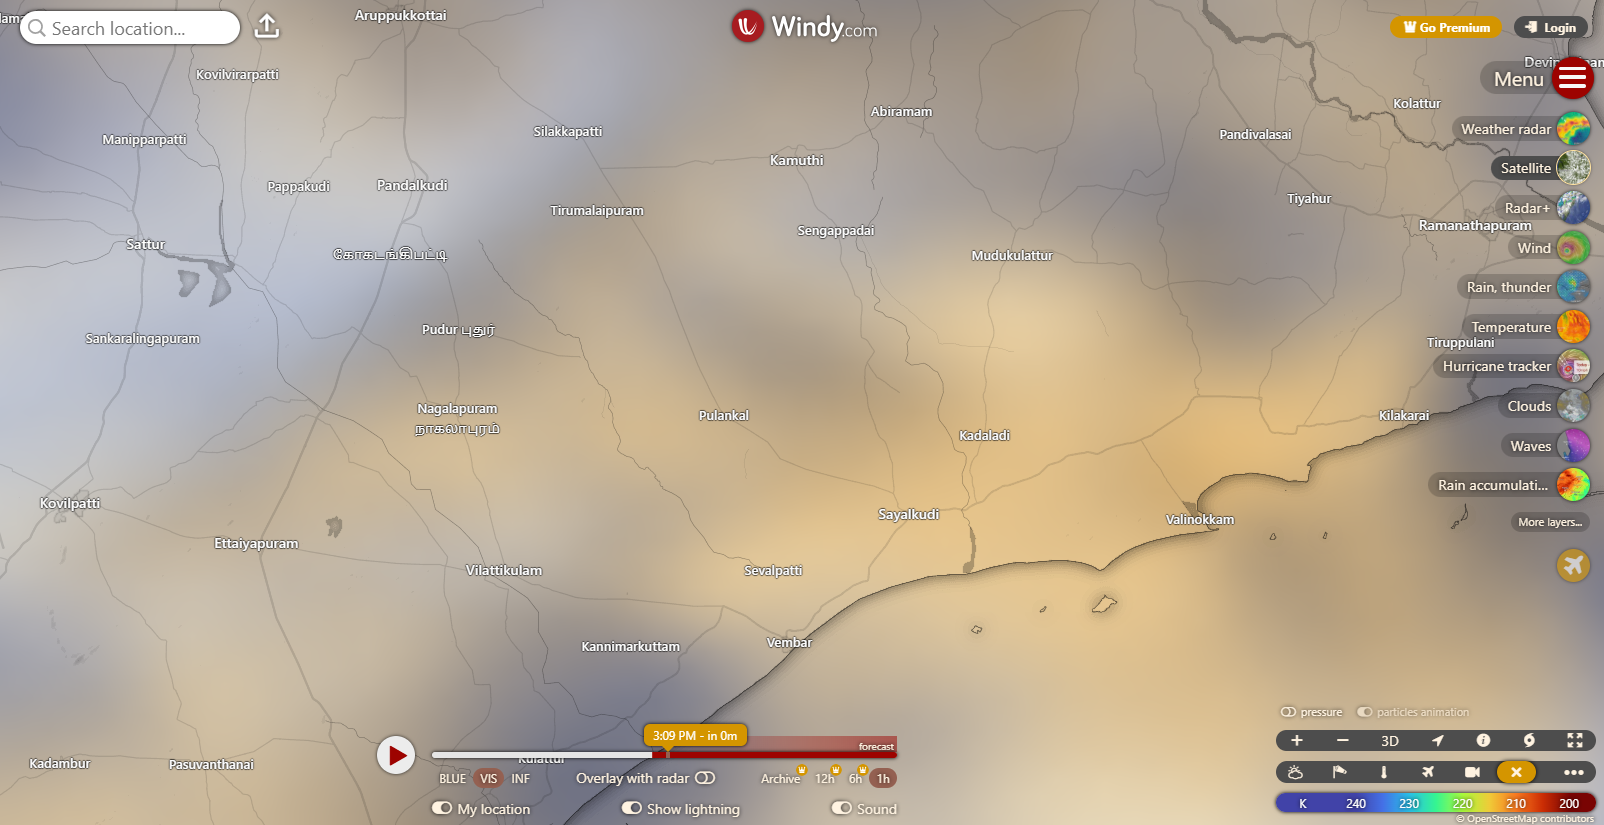 Search location...
Windy.com
Go Premium
Login
Menu
Weather radar
Satellite
Radar+
Wind
Rain, thunder
Temperature
Hurricane tracker
Clouds
Waves
Rain accumulati...
More layers...
Aruppukkottai
Kovilvirarpatti
Manipparpatti
Silakkapatti
Abiramam
Kolattur
Pandivalasai
Kamuthi
Pappakudi
Pandalkudi
Tirumalaipuram
Tiyahur
Sengappadai
Ramanathapuram
Sattur
கோகடங்கிபட்டி
Mudukulattur
Sankaralingapuram
Pudur புதுர்
Tiruppulani
Nagalapuram
நாகலாபுரம்
Pulankal
Kadaladi
Kilakarai
Kovilpatti
Ettaiyapuram
Sayalkudi
Valinokkam
Vilattikulam
Sevalpatti
Kannimarkuttam
Vembar
Kadambur
Pasuvanthanai
Kulattur
3:09 PM - in 0m
forecast
BLUE VIS INF
Overlay with radar
Archive 12h 6h 1h
My location
Show lightning
Sound
pressure
particles animation
3D
K 240 230 220 210 200
© OpenStreetMap contributors